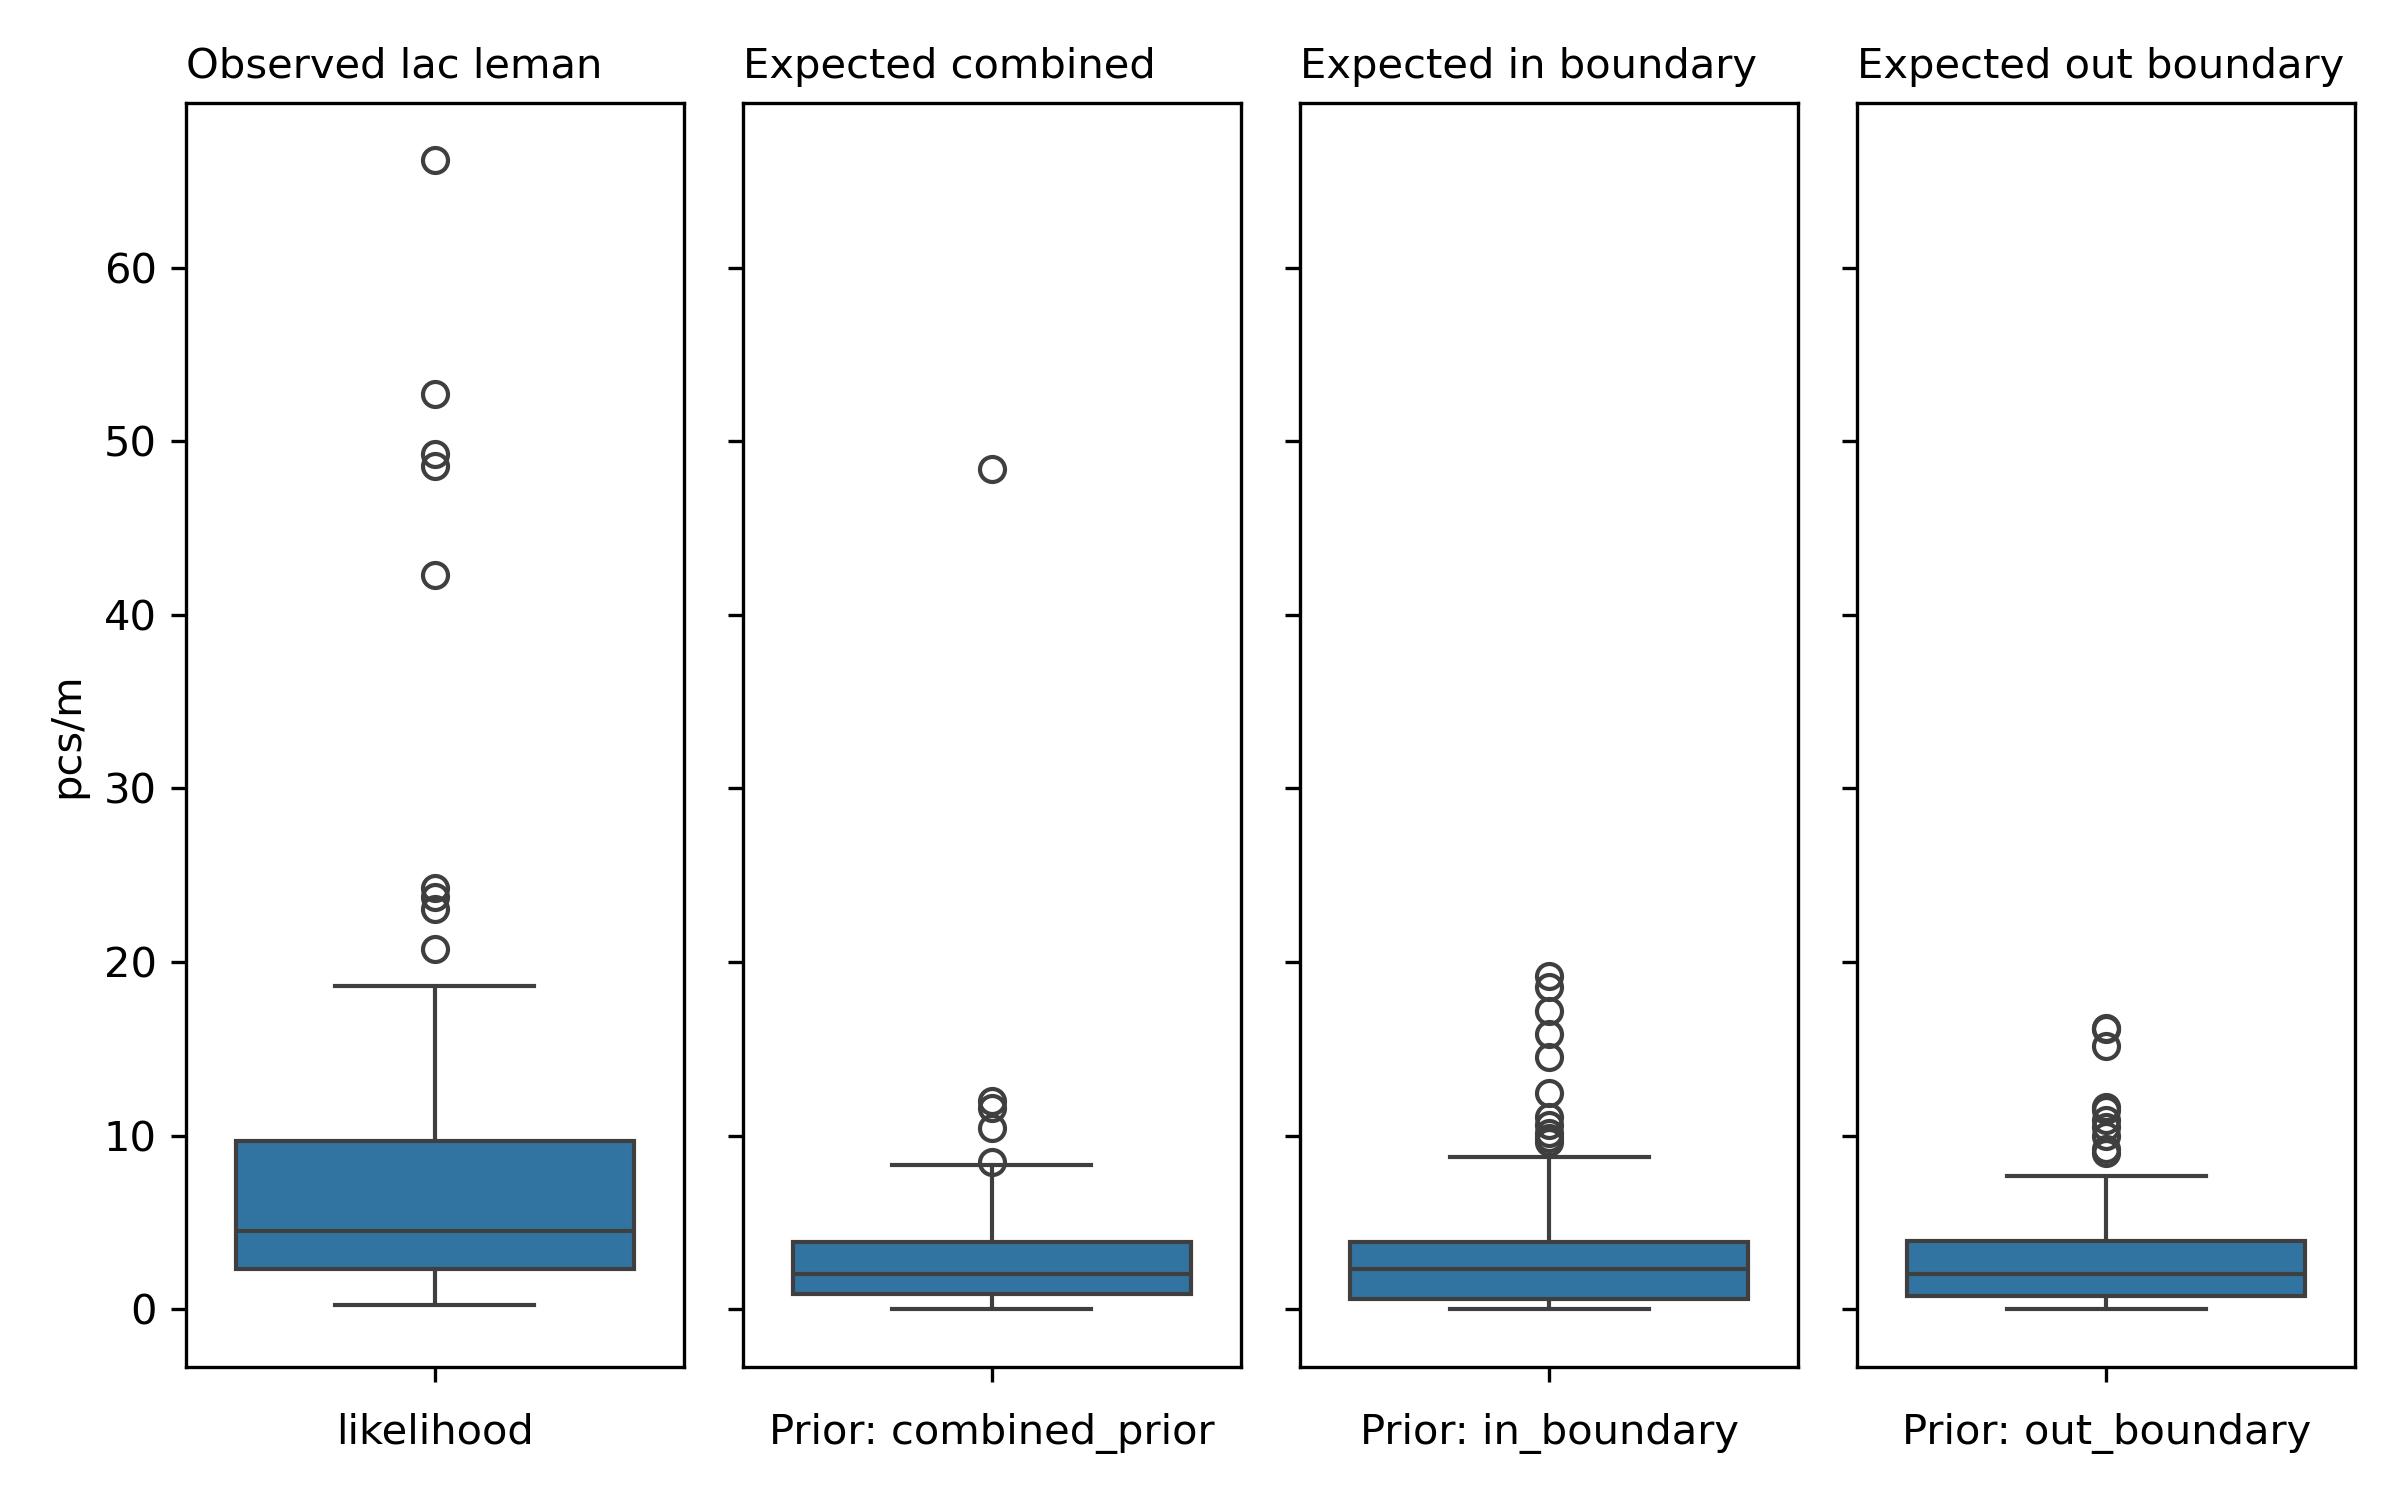 Observed lac leman
Expected combined
Expected in boundary
Expected out boundary
pcs/m
60
50
40
30
20
10
0
likelihood
Prior: combined_prior
Prior: in_boundary
Prior: out_boundary